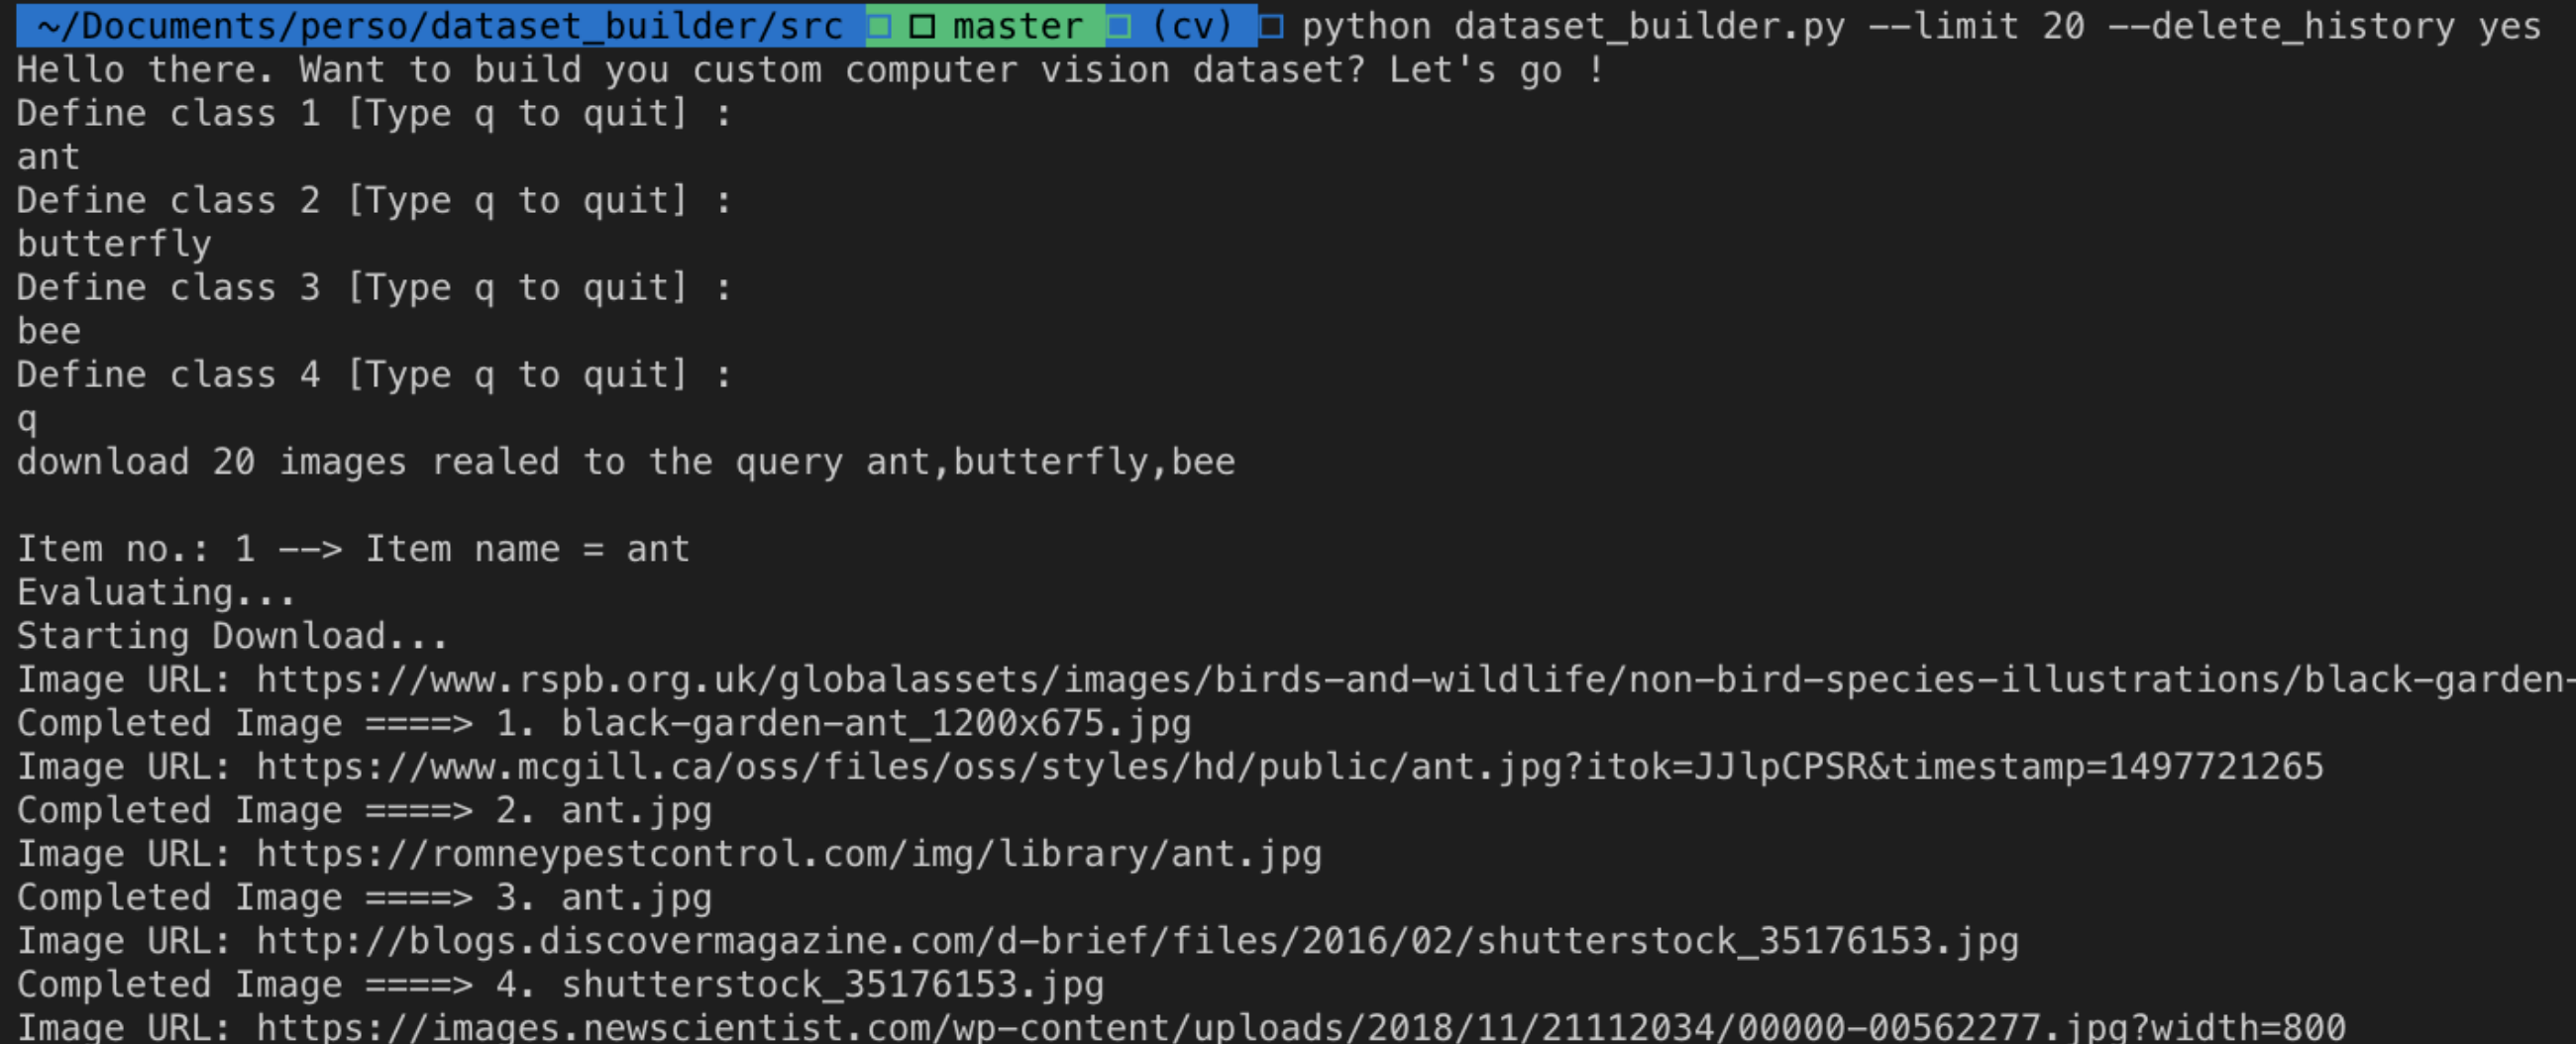 ~/Documents/perso/dataset_builder/src master (cv) python dataset_builder.py --limit 20 --delete_history yes
Hello there. Want to build you custom computer vision dataset? Let's go !
Define class 1 [Type q to quit] :
ant
Define class 2 [Type q to quit] :
butterfly
Define class 3 [Type q to quit] :
bee
Define class 4 [Type q to quit] :
q
download 20 images realed to the query ant,butterfly,bee
Item no.: 1 --> Item name = ant
Evaluating...
Starting Download...
Image URL: https://www.rspb.org.uk/globalassets/images/birds-and-wildlife/non-bird-species-illustrations/black-garden-
Completed Image ====> 1. black-garden-ant_1200x675.jpg
Image URL: https://www.mcgill.ca/oss/files/oss/styles/hd/public/ant.jpg?itok=JJlpCPSR&timestamp=1497721265
Completed Image ====> 2. ant.jpg
Image URL: https://romneypestcontrol.com/img/library/ant.jpg
Completed Image ====> 3. ant.jpg
Image URL: http://blogs.discovermagazine.com/d-brief/files/2016/02/shutterstock_35176153.jpg
Completed Image ====> 4. shutterstock_35176153.jpg
Image URL: https://images.newscientist.com/wp-content/uploads/2018/11/21112034/00000-00562277.jpg?width=800